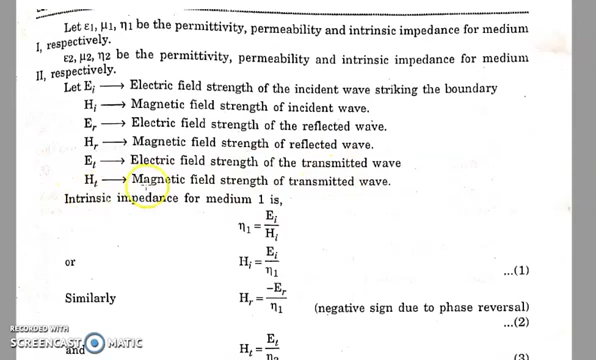 Let ε1, μ1, η1 be the permittivity, permeability and intrinsic impedance for medium
I, respectively.
ε2, μ2, η2 be the permittivity, permeability and intrinsic impedance for medium
II, respectively.
Let Ei ⟶ Electric field strength of the incident wave striking the boundary
Hi ⟶ Magnetic field strength of incident wave.
Er ⟶ Electric field strength of the reflected wave.
Hr ⟶ Magnetic field strength of reflected wave.
Et ⟶ Electric field strength of the transmitted wave
Ht ⟶ Magnetic field strength of transmitted wave.
Intrinsic impedance for medium 1 is,
η1 = Ei/Hi
or Hi = Ei/η1 ...(1)
Similarly Hr = -Er/η1 (negative sign due to phase reversal)
...(2)
RECORDED WITH
SCREENCAST MATIC
and Ht = Et/η2 ...(3)